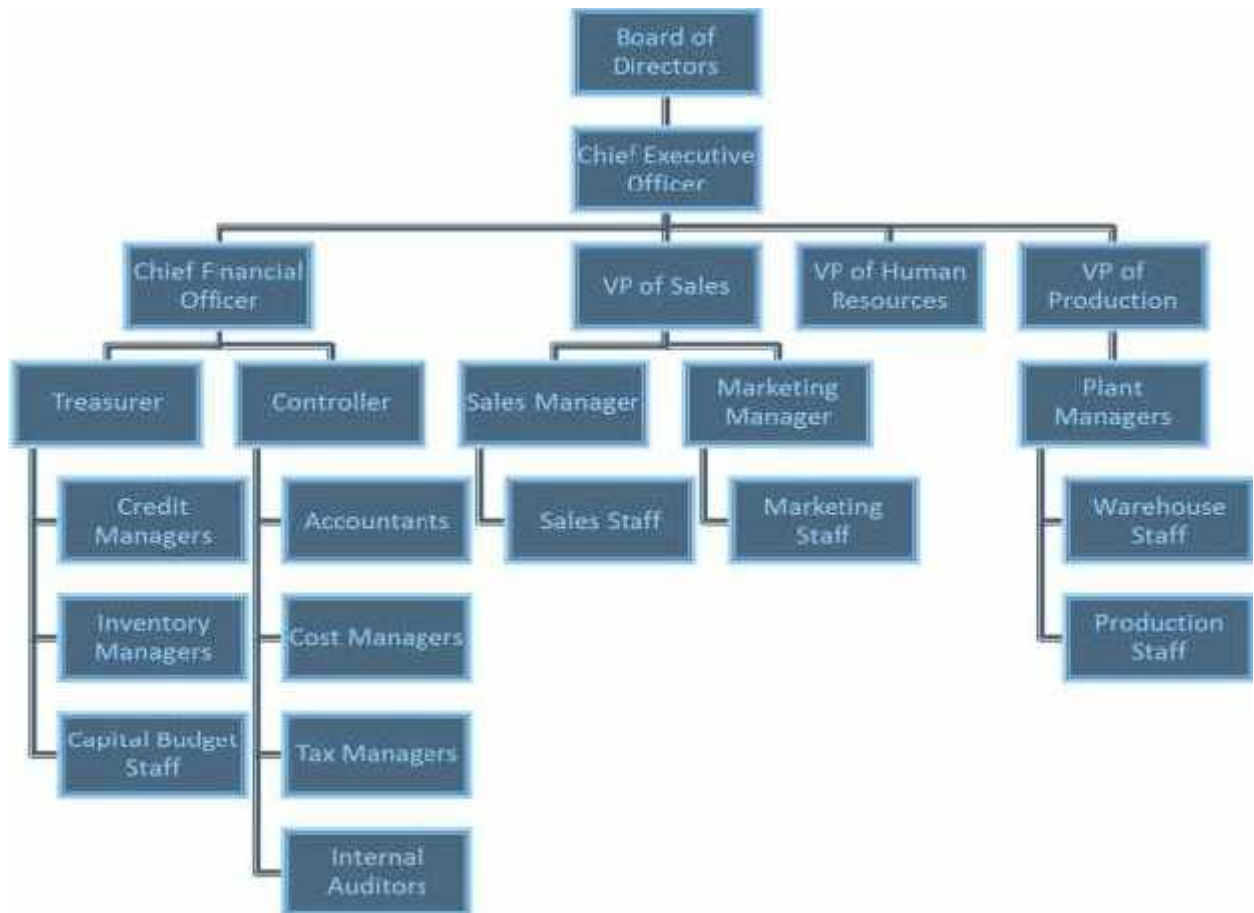 Board of
Directors
Chief Executive
Officer
Chief Financial
Officer
VP of Sales
VP of Human
Resources
VP of
Production
Treasurer
Controller
Sales Manager
Marketing
Manager
Plant
Managers
Credit
Managers
Accountants
Sales Staff
Marketing
Staff
Warehouse
Staff
Inventory
Managers
Cost Managers
Production
Staff
Capital Budget
Staff
Tax Managers
Internal
Auditors